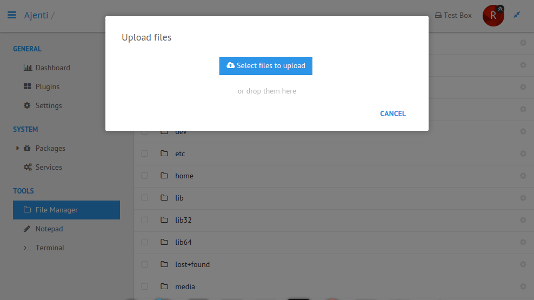 Ajenti /
Test Box
R
Upload files
Select files to upload
or drop them here
CANCEL
GENERAL
Dashboard
Plugins
Settings
SYSTEM
Packages
Services
TOOLS
File Manager
Notepad
Terminal
dev
etc
home
lib
lib32
lib64
lost+found
media